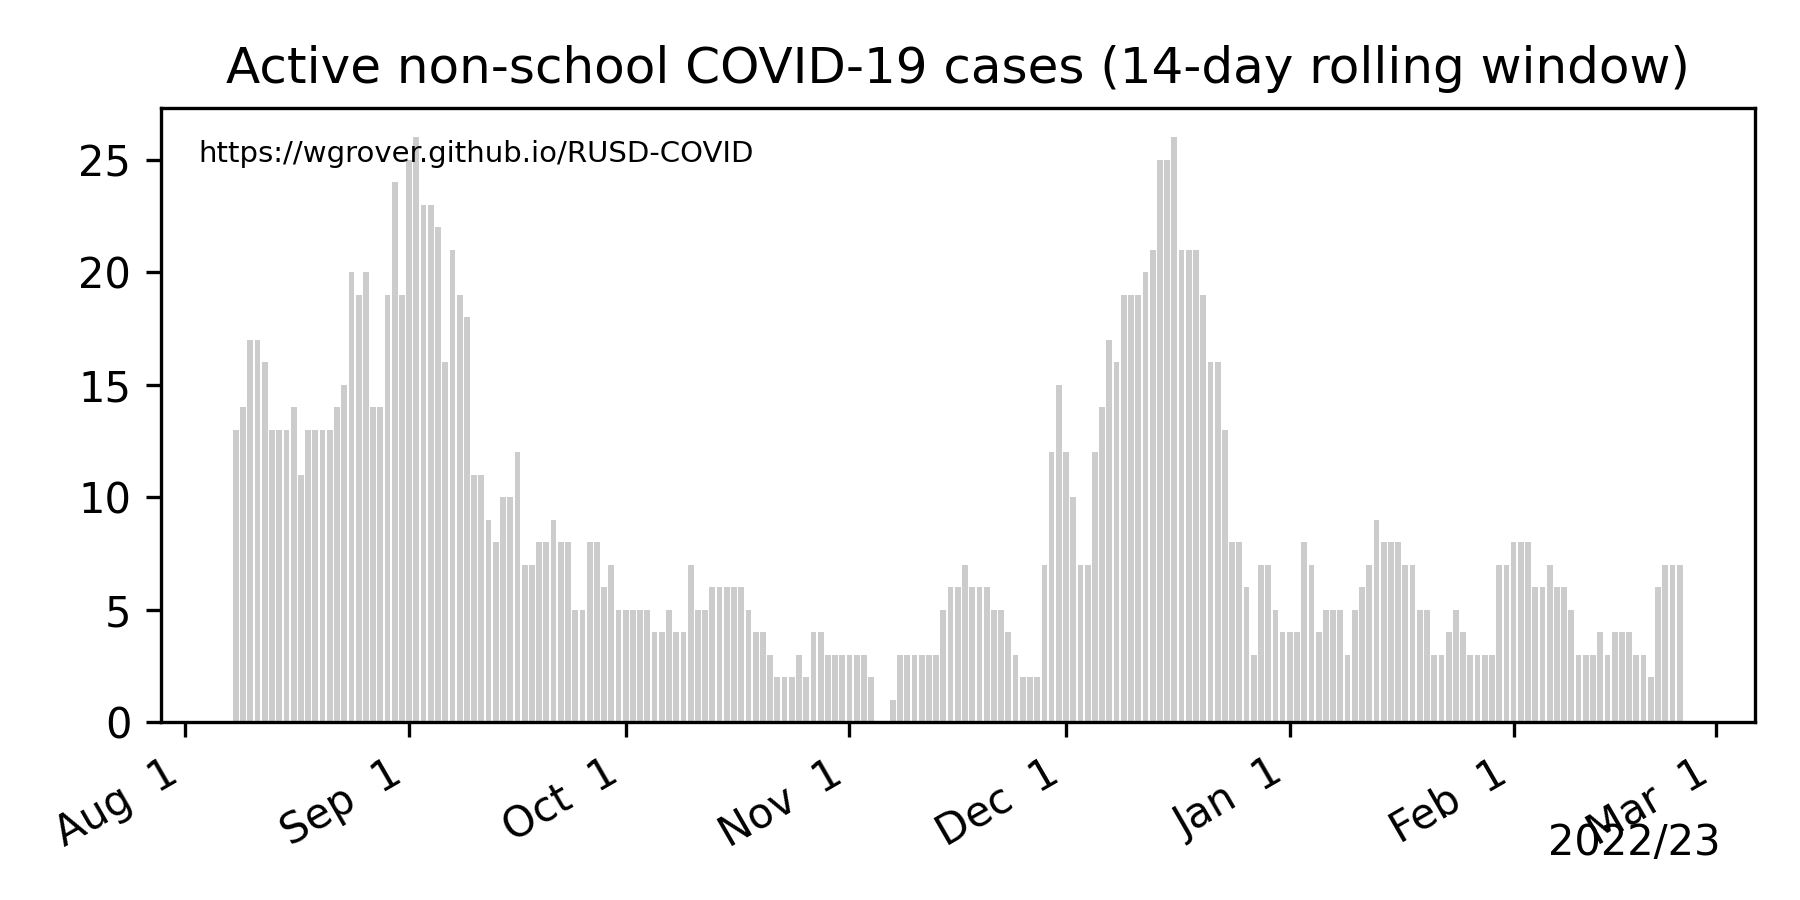 Active non-school COVID-19 cases (14-day rolling window)
https://wgrover.github.io/RUSD-COVID
25
20
15
10
5
0
Aug 1
Sep 1
Oct 1
Nov 1
Dec 1
Jan 1
Feb 1
Mar 1
2022/23